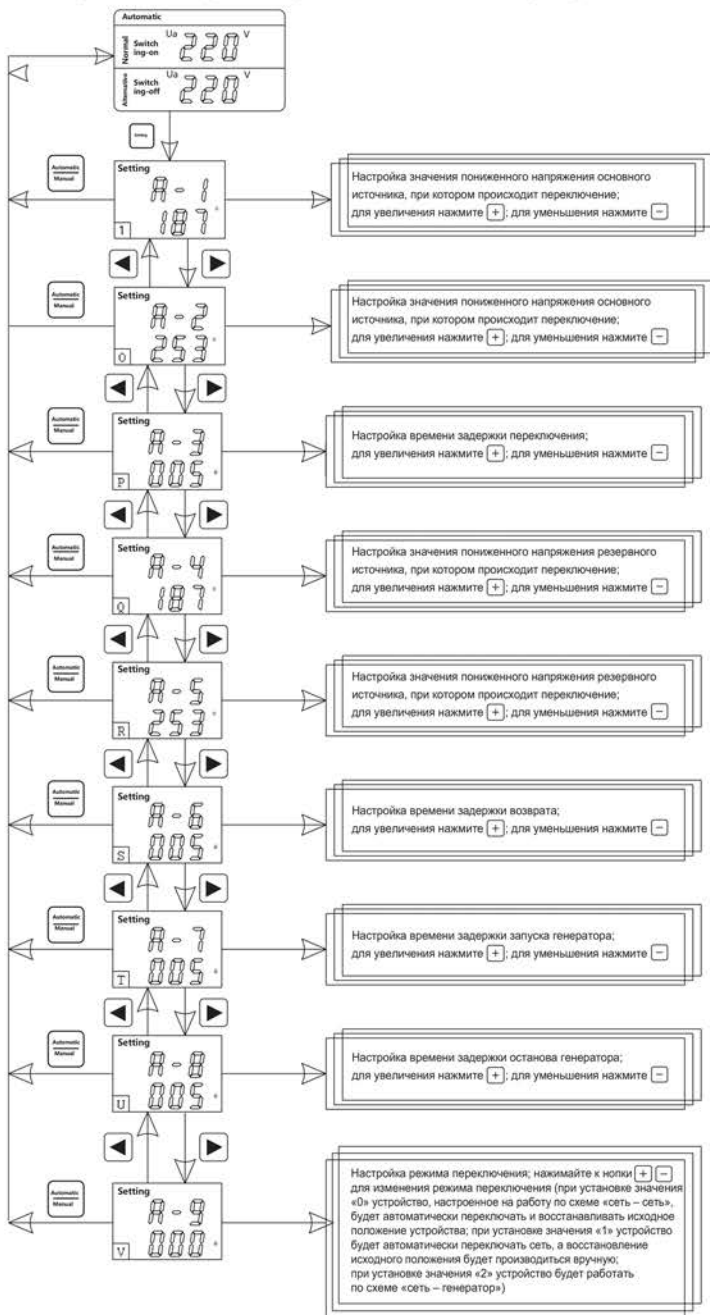 Automatic
Normal
Switch
ing-on
Ua 220 V
Alternative
Switch
ing-off
Ua 220 V
Setting
Automatic
Manual
Setting
A-1
187
1
Настройка значения пониженного напряжения основного
источника, при котором происходит переключение;
для увеличения нажмите +; для уменьшения нажмите −
Automatic
Manual
Setting
A-2
253
O
Настройка значения пониженного напряжения основного
источника, при котором происходит переключение;
для увеличения нажмите +; для уменьшения нажмите −
Automatic
Manual
Setting
A-3
005
P
Настройка времени задержки переключения;
для увеличения нажмите +; для уменьшения нажмите −
Automatic
Manual
Setting
A-4
187
Q
Настройка значения пониженного напряжения резервного
источника, при котором происходит переключение;
для увеличения нажмите +; для уменьшения нажмите −
Automatic
Manual
Setting
A-5
253
R
Настройка значения пониженного напряжения резервного
источника, при котором происходит переключение;
для увеличения нажмите +; для уменьшения нажмите −
Automatic
Manual
Setting
A-6
005
S
Настройка времени задержки возврата;
для увеличения нажмите +; для уменьшения нажмите −
Automatic
Manual
Setting
A-7
005
T
Настройка времени задержки запуска генератора;
для увеличения нажмите +; для уменьшения нажмите −
Automatic
Manual
Setting
A-8
005
U
Настройка времени задержки останова генератора;
для увеличения нажмите +; для уменьшения нажмите −
Automatic
Manual
Setting
A-9
000
V
Настройка режима переключения; нажимайте к нопки + −
для изменения режима переключения (при установке значения
«0» устройство, настроенное на работу по схеме «сеть – сеть»,
будет автоматически переключать и восстанавливать исходное
положение устройства; при установке значения «1» устройство
будет автоматически переключать сеть, а восстановление
исходного положения будет производиться вручную;
при установке значения «2» устройство будет работать
по схеме «сеть – генератор»)